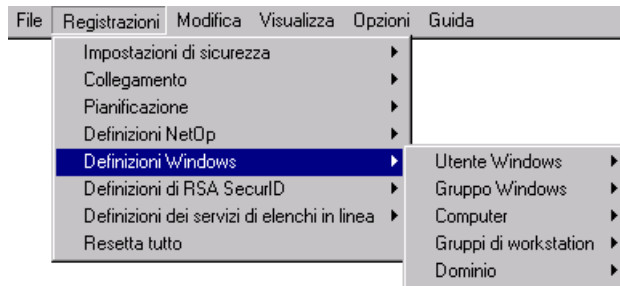 File Registrazioni Modifica Visualizza Opzioni Guida
Impostazioni di sicurezza
Collegamento
Pianificazione
Definizioni NetOp
Definizioni Windows
Utente Windows
Definizioni di RSA SecurID
Gruppo Windows
Definizioni dei servizi di elenchi in linea
Computer
Resetta tutto
Gruppi di workstation
Dominio